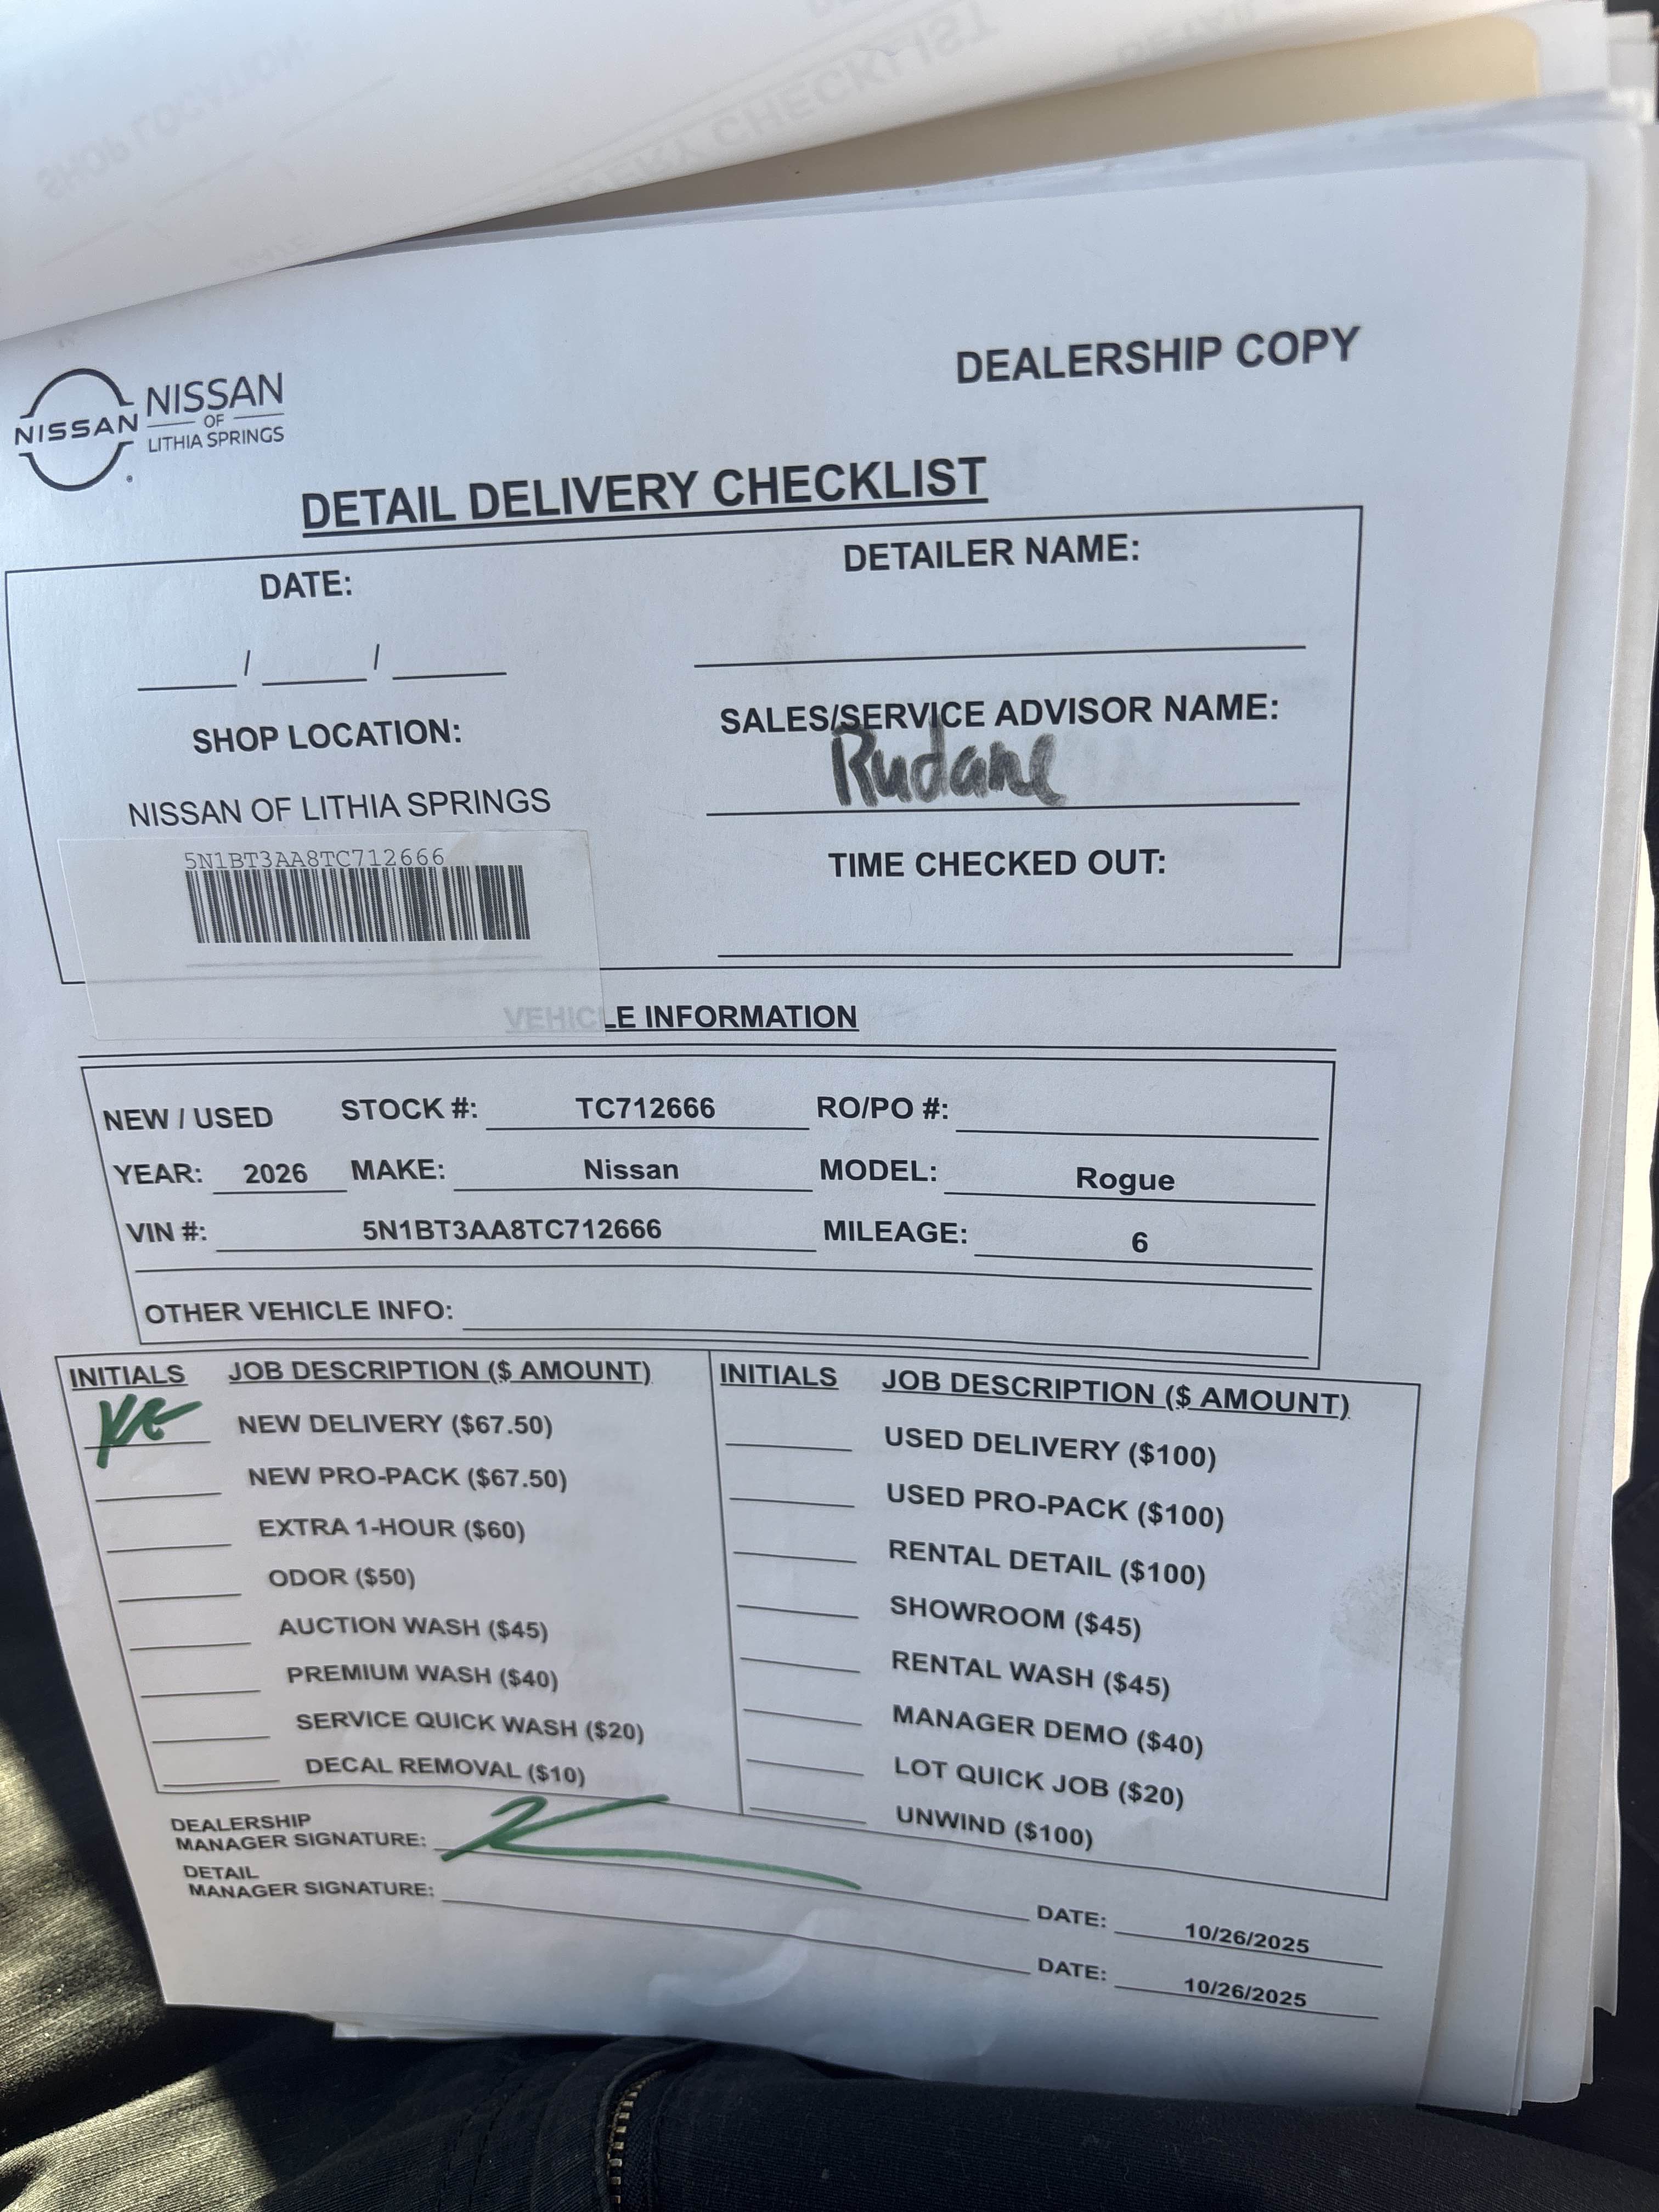 DEALERSHIP COPY
NISSAN
NISSAN
OF
LITHIA SPRINGS
DETAIL DELIVERY CHECKLIST
DATE:
DETAILER NAME:
____/____/____
SHOP LOCATION:
SALES/SERVICE ADVISOR NAME:
Rudane
NISSAN OF LITHIA SPRINGS
5N1BT3AA8TC712666
TIME CHECKED OUT:
VEHICLE INFORMATION
NEW / USED STOCK #: TC712666 RO/PO #:
YEAR: 2026 MAKE: Nissan MODEL: Rogue
VIN #: 5N1BT3AA8TC712666 MILEAGE: 6
OTHER VEHICLE INFO:
INITIALS JOB DESCRIPTION ($ AMOUNT)
NEW DELIVERY ($67.50)
NEW PRO-PACK ($67.50)
EXTRA 1-HOUR ($60)
ODOR ($50)
AUCTION WASH ($45)
PREMIUM WASH ($40)
SERVICE QUICK WASH ($20)
DECAL REMOVAL ($10)
INITIALS JOB DESCRIPTION ($ AMOUNT)
USED DELIVERY ($100)
USED PRO-PACK ($100)
RENTAL DETAIL ($100)
SHOWROOM ($45)
RENTAL WASH ($45)
MANAGER DEMO ($40)
LOT QUICK JOB ($20)
UNWIND ($100)
DEALERSHIP
MANAGER SIGNATURE:
DATE: 10/26/2025
DETAIL
MANAGER SIGNATURE:
DATE: 10/26/2025